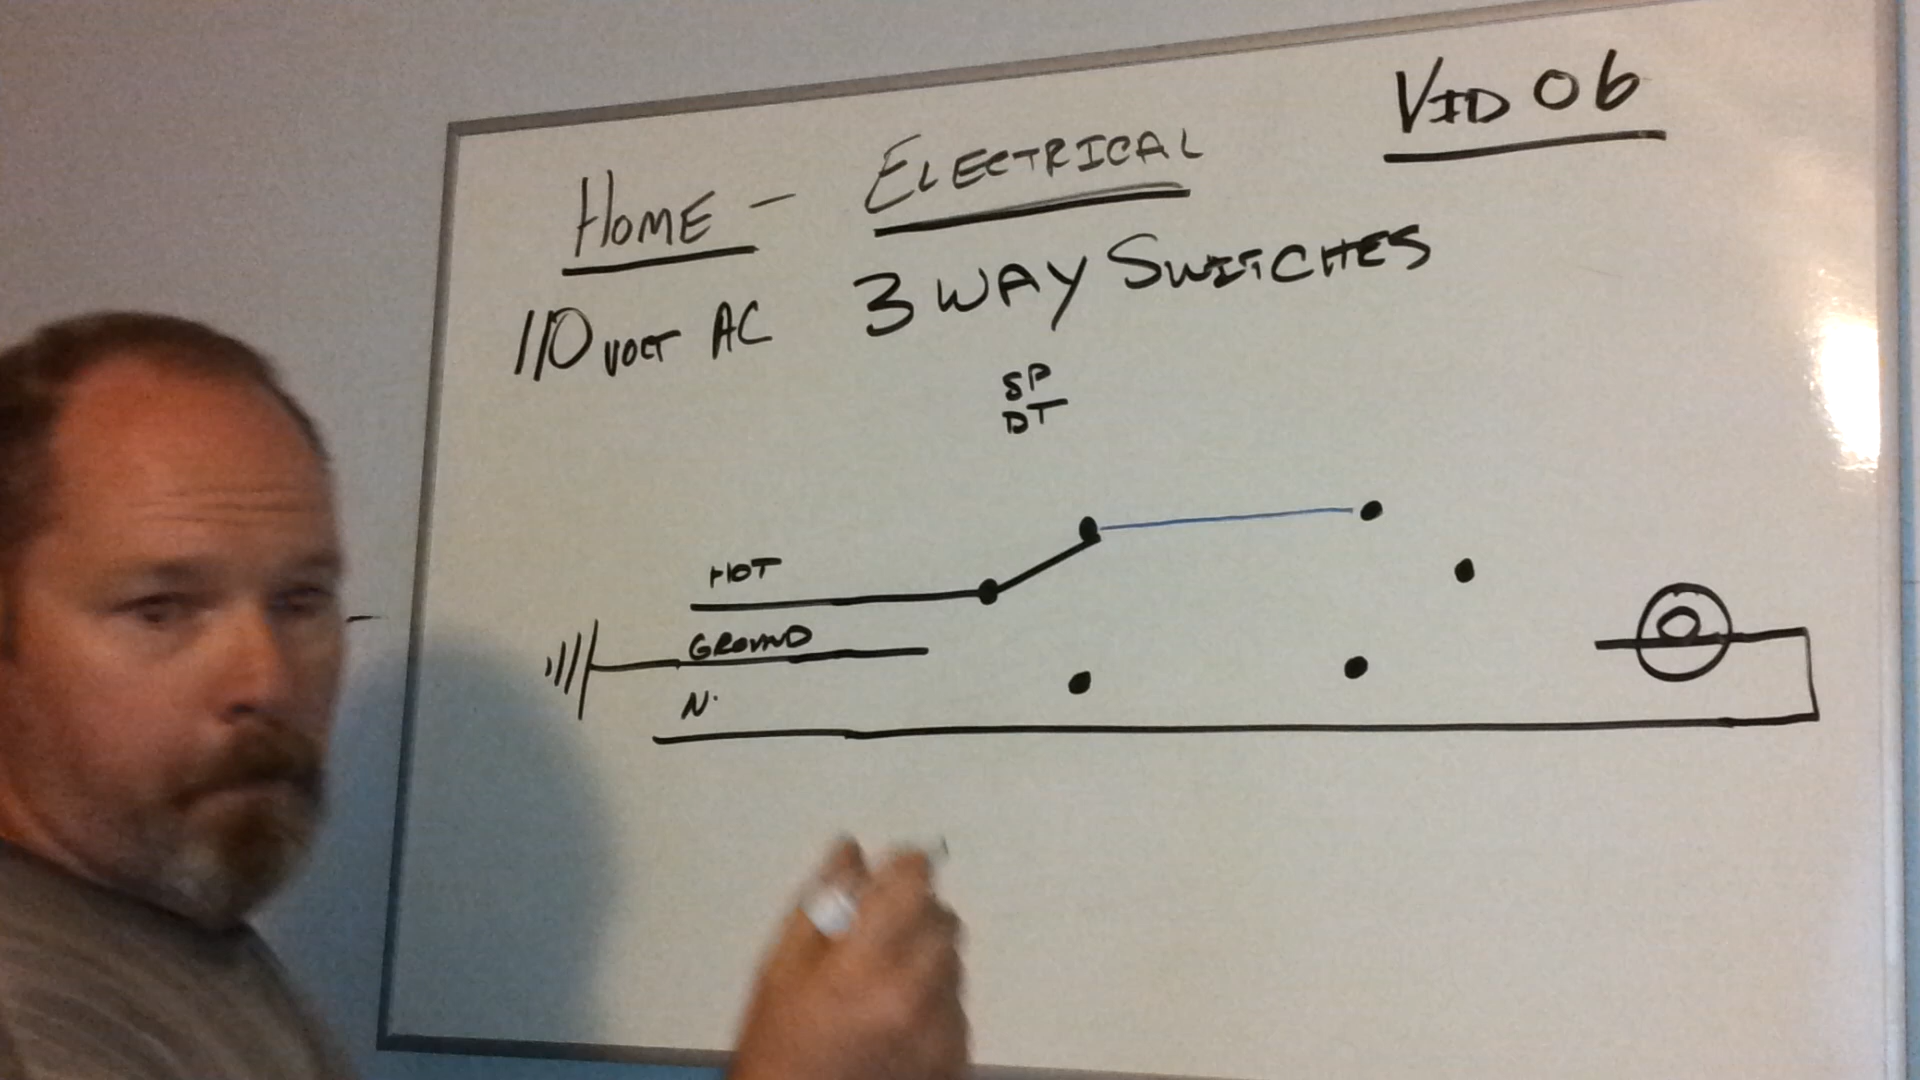 VID 06
HOME - ELECTRICAL
110 VOLT AC 3 WAY SWITCHES
SP
DT
HOT
GROUND
N.